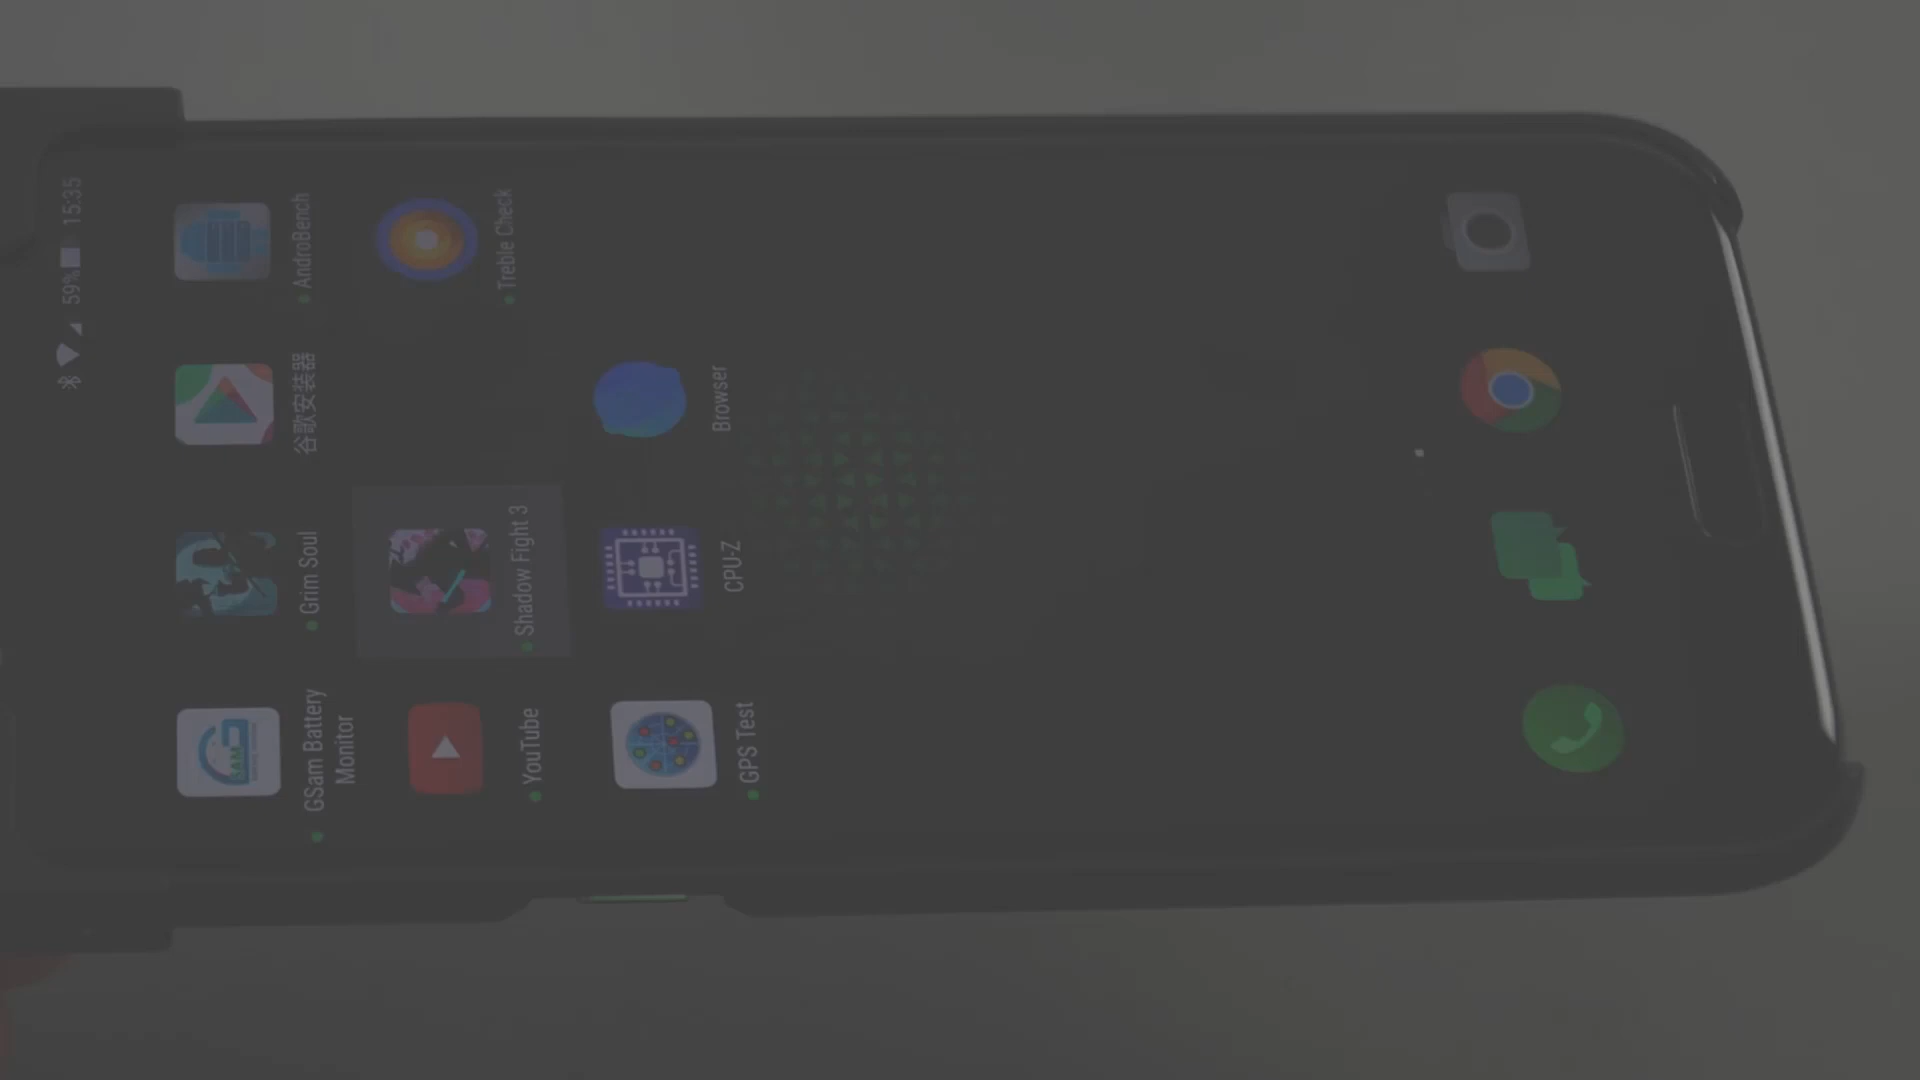 59% 15:35
GSam Battery
Monitor
Grim Soul
谷歌安装器
AndroBench
YouTube
Shadow Fight 3
Treble Check
GPS Test
CPU-Z
Browser